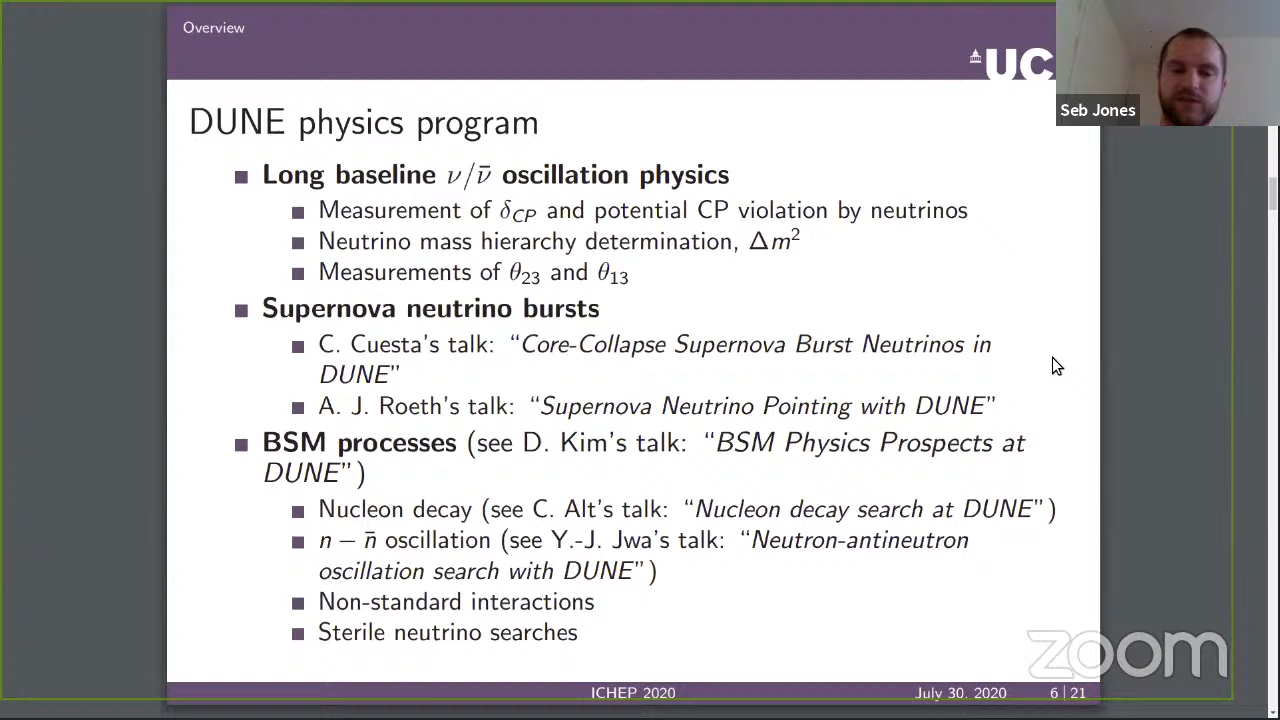 Overview
UC
Seb Jones
DUNE physics program
Long baseline ν/ν̄ oscillation physics
Measurement of δCP and potential CP violation by neutrinos
Neutrino mass hierarchy determination, Δm²
Measurements of θ23 and θ13
Supernova neutrino bursts
C. Cuesta's talk: “Core-Collapse Supernova Burst Neutrinos in
DUNE”
A. J. Roeth's talk: “Supernova Neutrino Pointing with DUNE”
BSM processes (see D. Kim's talk: “BSM Physics Prospects at
DUNE”)
Nucleon decay (see C. Alt's talk: “Nucleon decay search at DUNE”)
n − n̄ oscillation (see Y.-J. Jwa's talk: “Neutron-antineutron
oscillation search with DUNE”)
Non-standard interactions
Sterile neutrino searches
zoom
ICHEP 2020 July 30, 2020 6 | 21